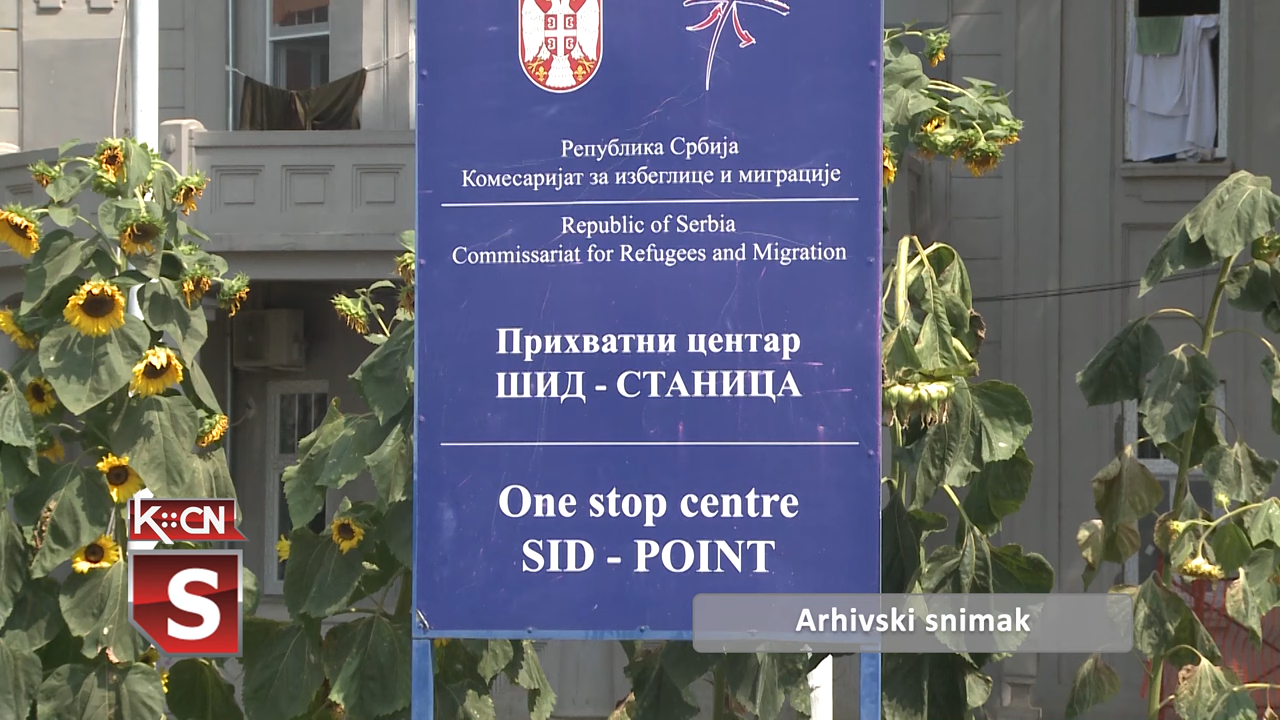 Република Србија
Комесаријат за избеглице и миграције
Republic of Serbia
Commissariat for Refugees and Migration
Прихватни центар
ШИД - СТАНИЦА
One stop centre
SID - POINT
K::CN
S
Arhivski snimak